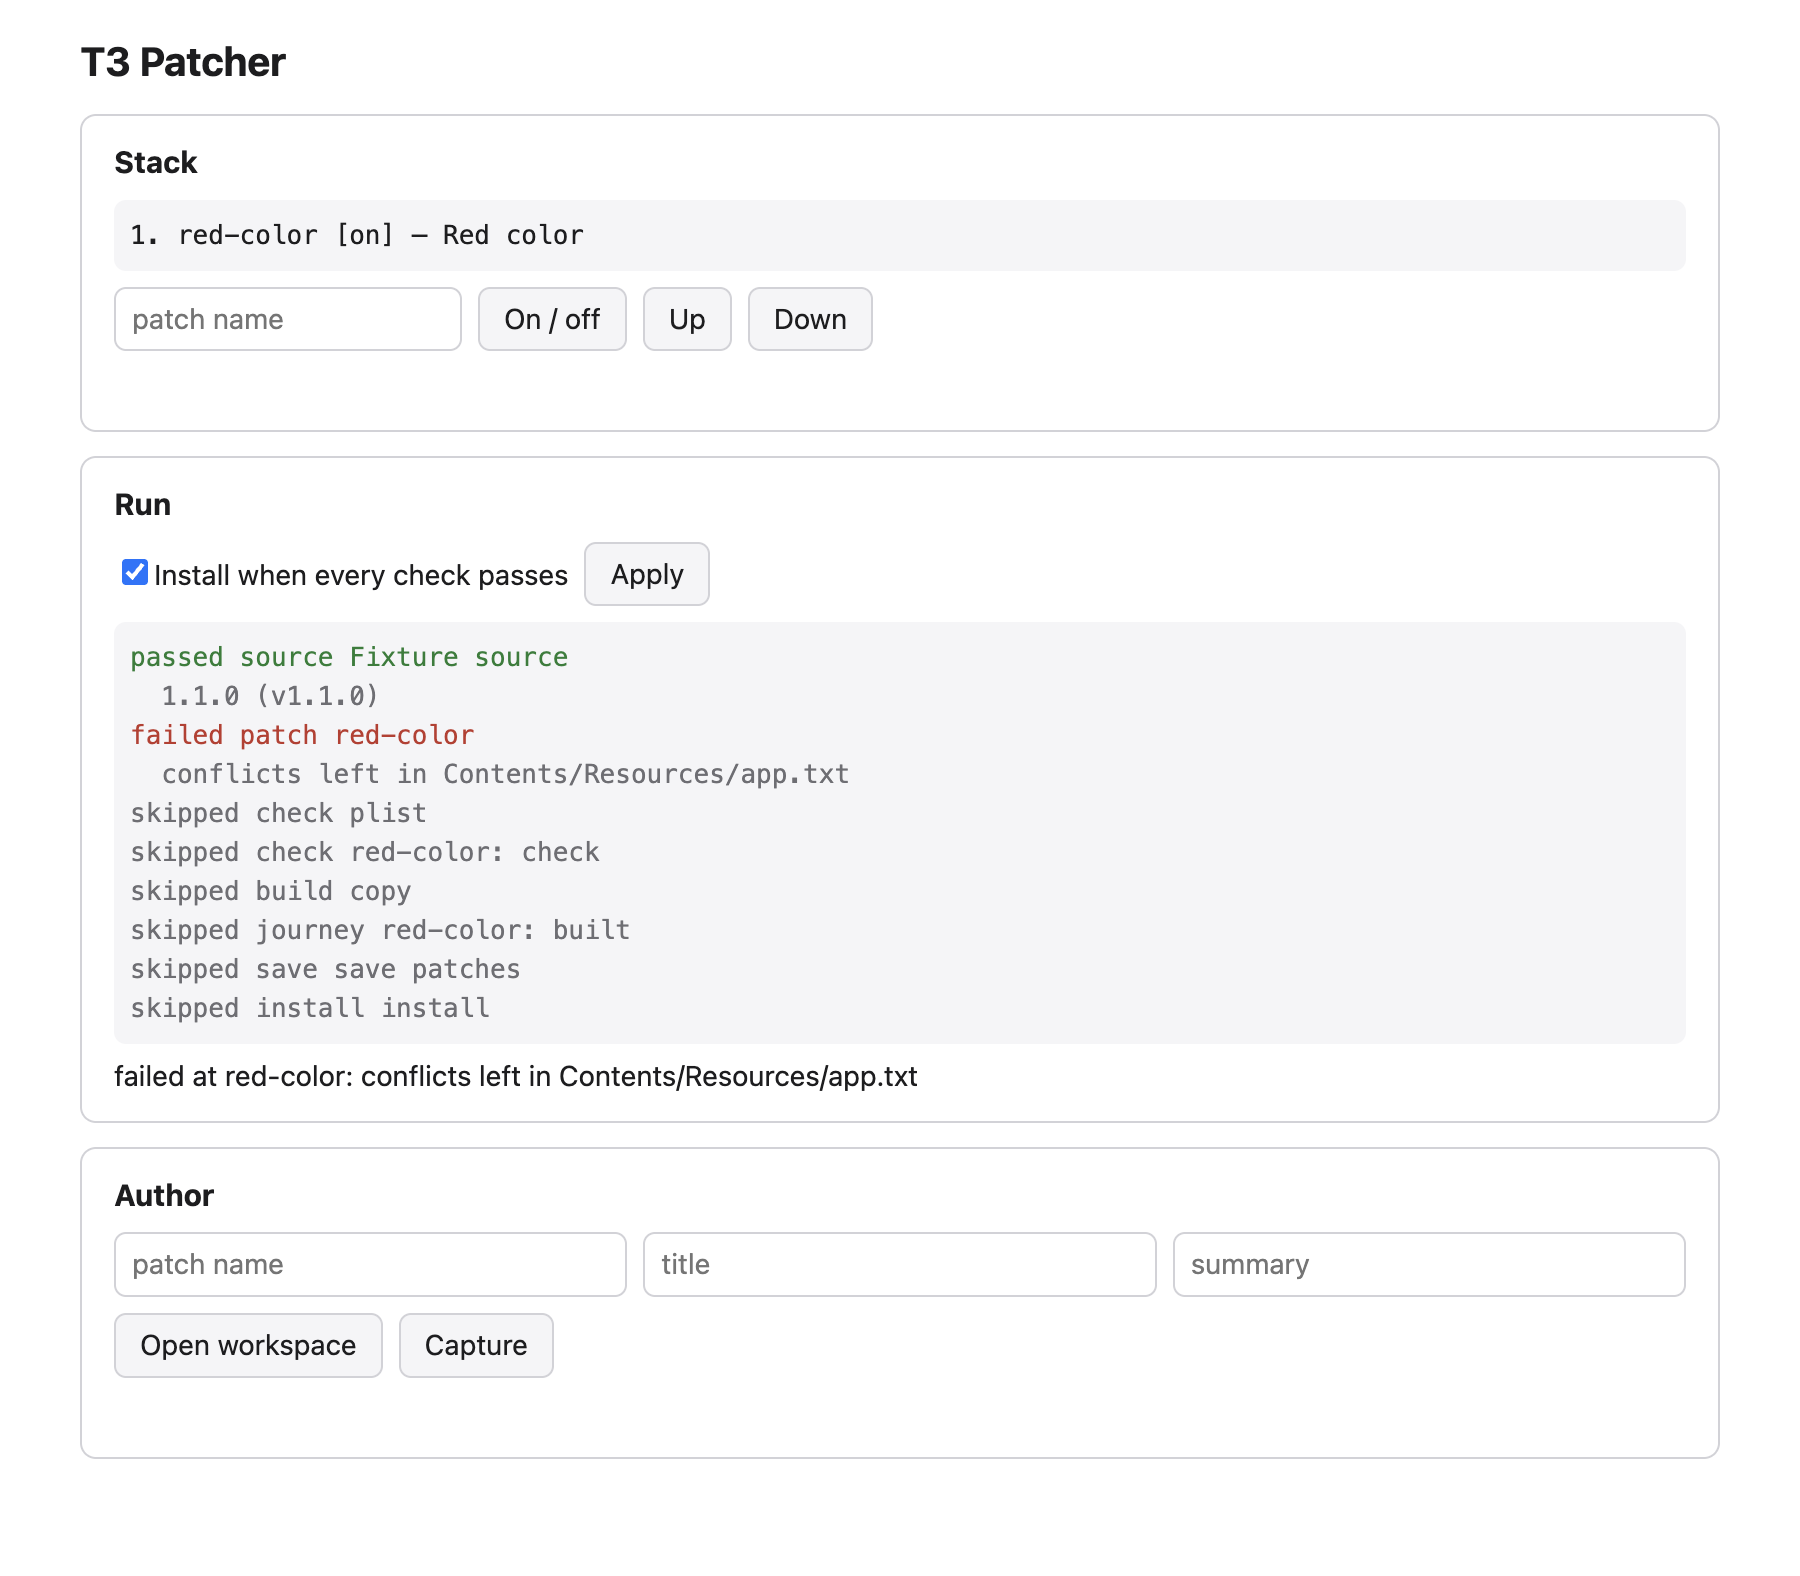 T3 Patcher
Stack
1. red-color [on] — Red color
patch name
On / off
Up
Down
Run
Install when every check passes
Apply
passed source Fixture source
1.1.0 (v1.1.0)
failed patch red-color
conflicts left in Contents/Resources/app.txt
skipped check plist
skipped check red-color: check
skipped build copy
skipped journey red-color: built
skipped save save patches
skipped install install
failed at red-color: conflicts left in Contents/Resources/app.txt
Author
patch name
title
summary
Open workspace
Capture